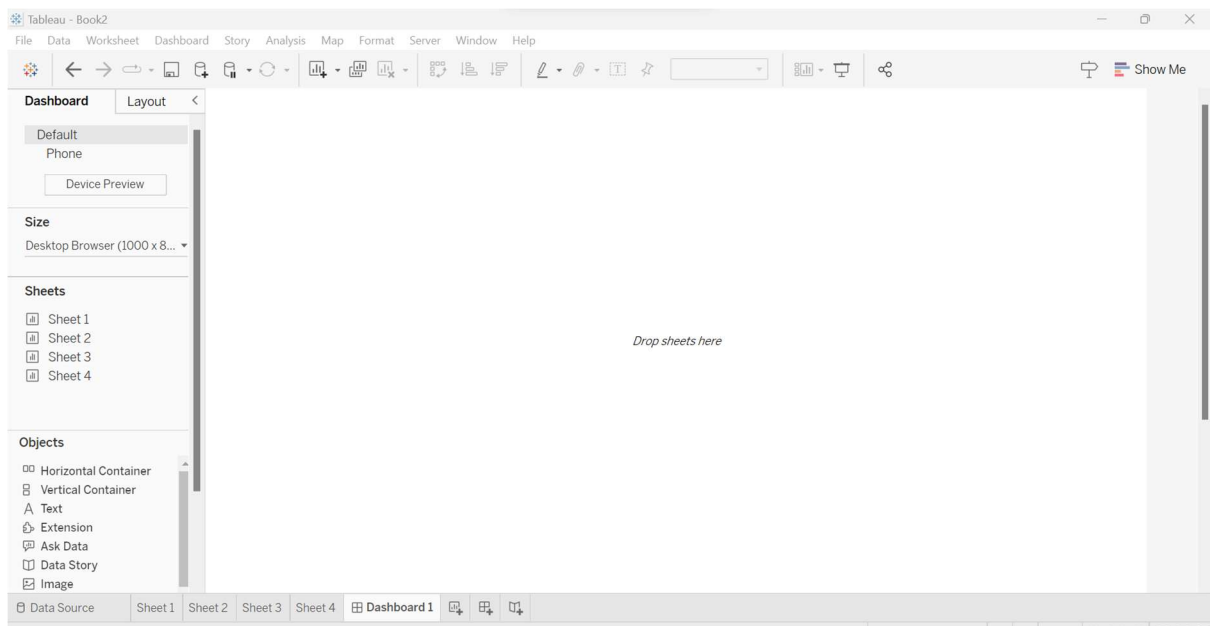 Tableau - Book2
File Data Worksheet Dashboard Story Analysis Map Format Server Window Help
Show Me
Dashboard Layout
Default
Phone
Device Preview
Size
Desktop Browser (1000 x 8...
Sheets
Sheet 1
Sheet 2
Sheet 3
Sheet 4
Drop sheets here
Objects
Horizontal Container
Vertical Container
A Text
Extension
Ask Data
Data Story
Image
Data Source Sheet 1 Sheet 2 Sheet 3 Sheet 4 Dashboard 1